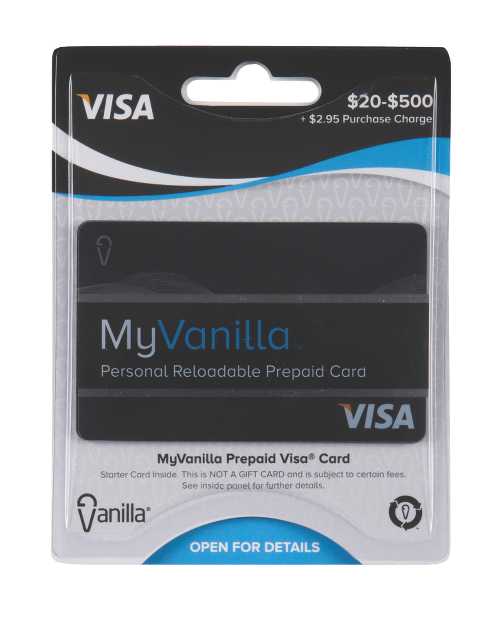 VISA
$20-$500
+ $2.95 Purchase Charge
MyVanilla
Personal Reloadable Prepaid Card
VISA
MyVanilla Prepaid Visa® Card
Starter Card Inside. This is NOT A GIFT CARD and is subject to certain fees.
See inside panel for further details.
Vanilla®
OPEN FOR DETAILS